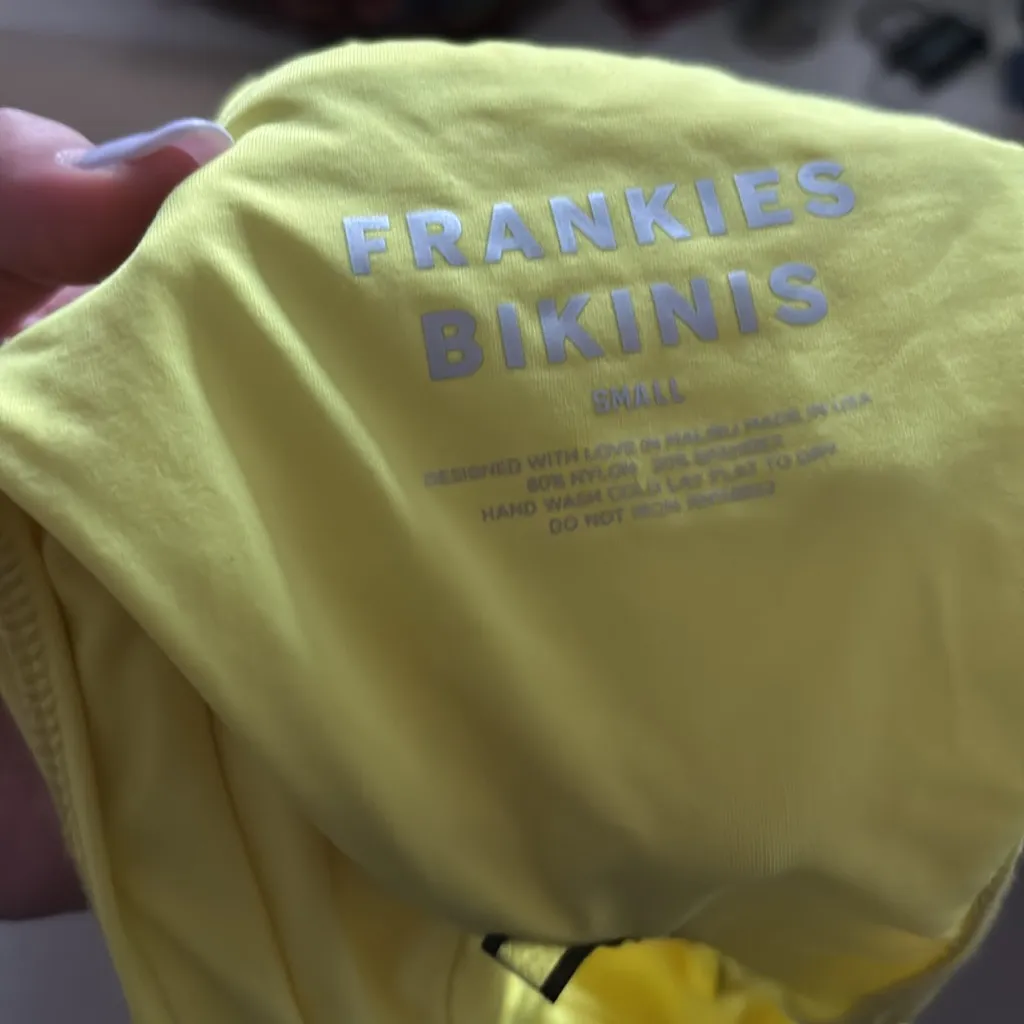 FRANKIES
BIKINIS
SMALL
DESIGNED WITH LOVE IN MALIBU MADE IN USA
80% NYLON 20% SPANDEX
HAND WASH COLD LAY FLAT TO DRY
DO NOT IRON